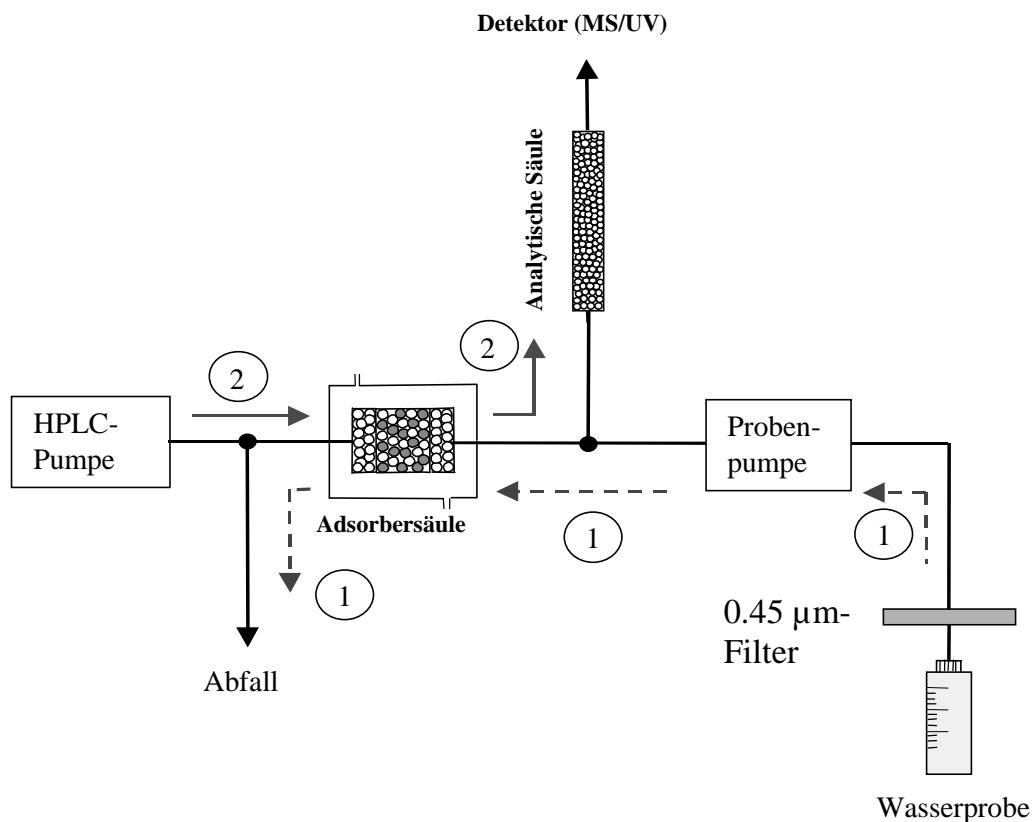 Detektor (MS/UV)
Analytische Säule
2
2
HPLC-
Pumpe
Proben-
pumpe
Adsorbersäule
1
1
1
0.45 µm-
Filter
Abfall
Wasserprobe